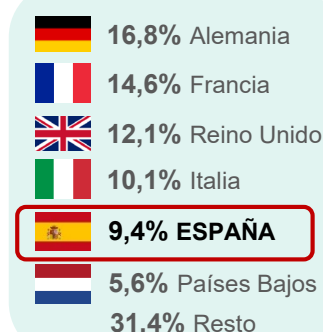 16,8% Alemania
14,6% Francia
12,1% Reino Unido
10,1% Italia
9,4% ESPAÑA
5,6% Países Bajos
31,4% Resto